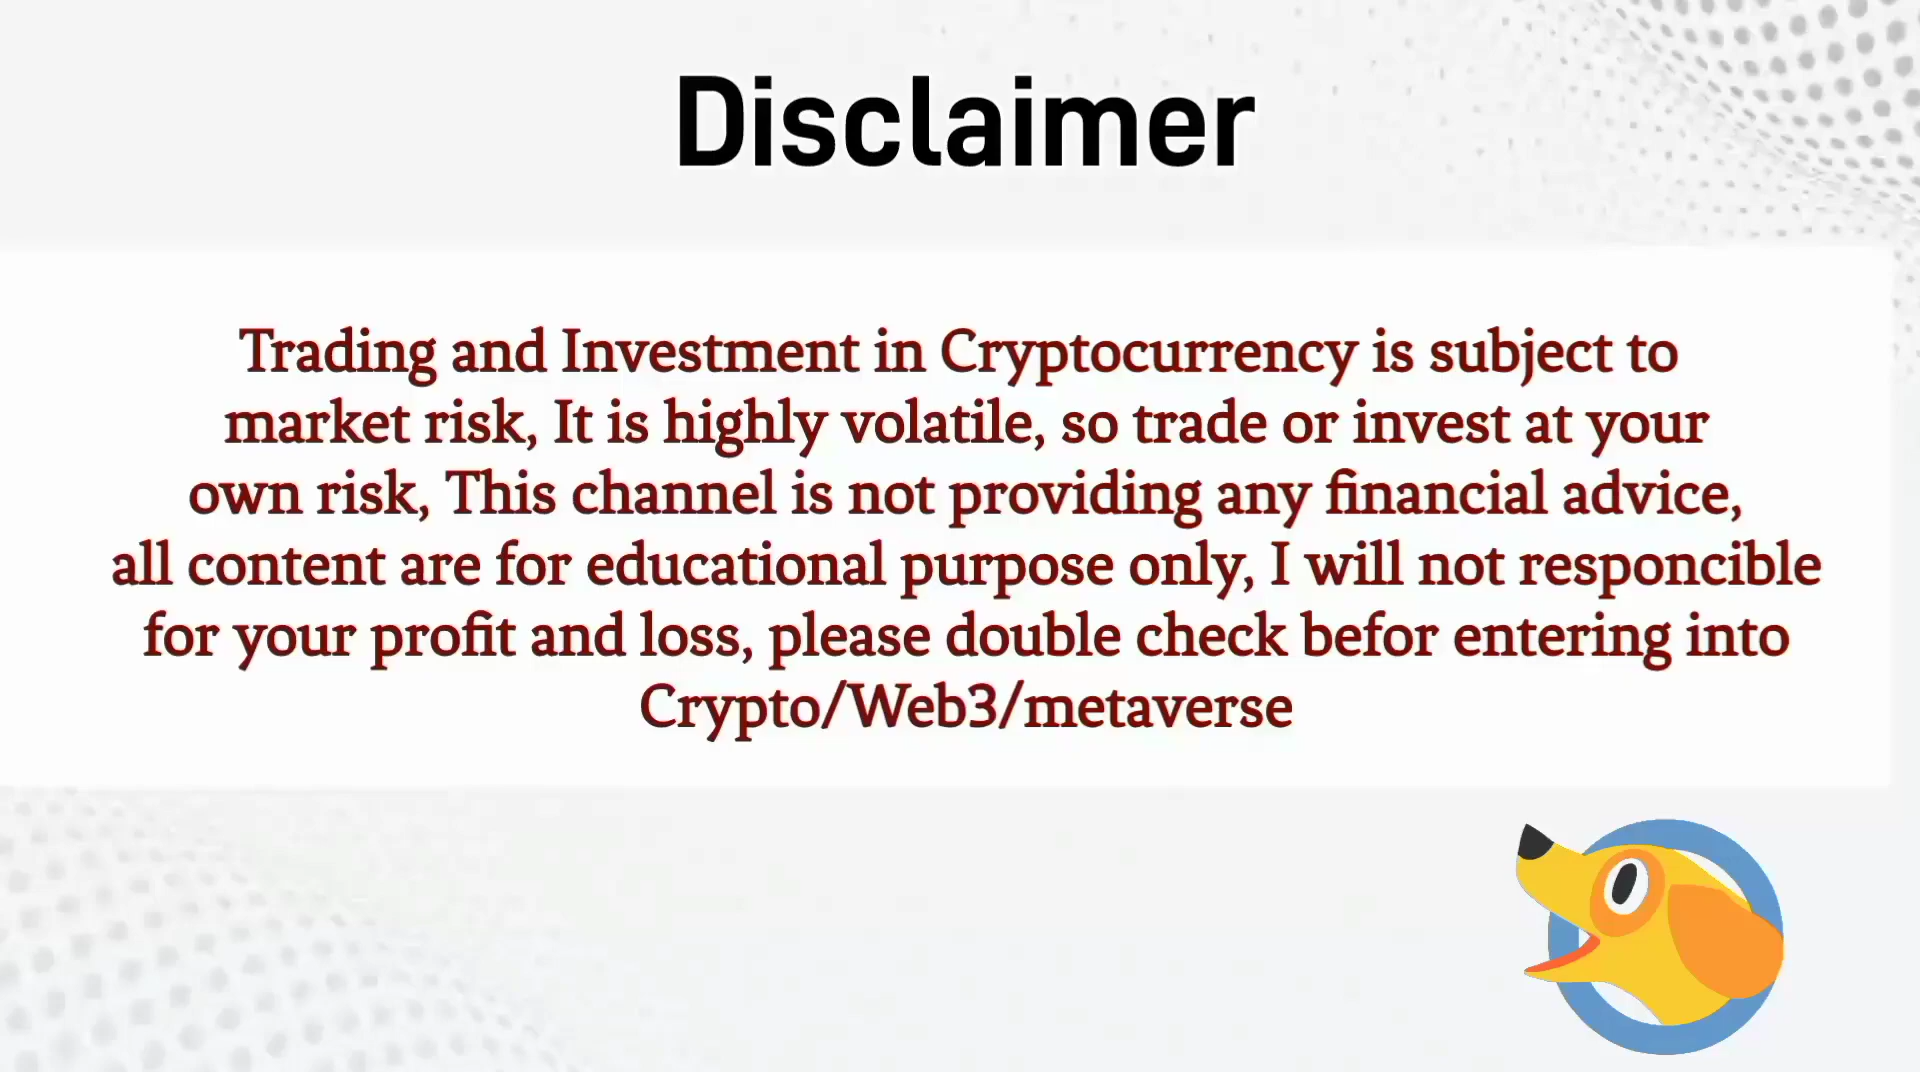 Disclaimer
Trading and Investment in Cryptocurrency is subject to
market risk, It is highly volatile, so trade or invest at your
own risk, This channel is not providing any financial advice,
all content are for educational purpose only, I will not responcible
for your profit and loss, please double check befor entering into
Crypto/Web3/metaverse